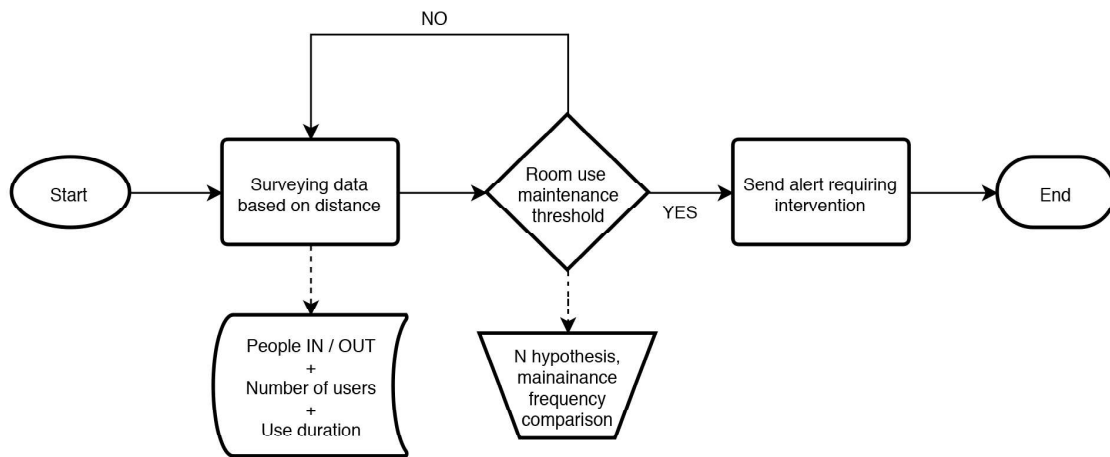 NO
Start
Surveying data
based on distance
Room use
maintenance
threshold
YES
Send alert requiring
intervention
End
People IN / OUT
+
Number of users
+
Use duration
N hypothesis,
mainainance
frequency
comparison